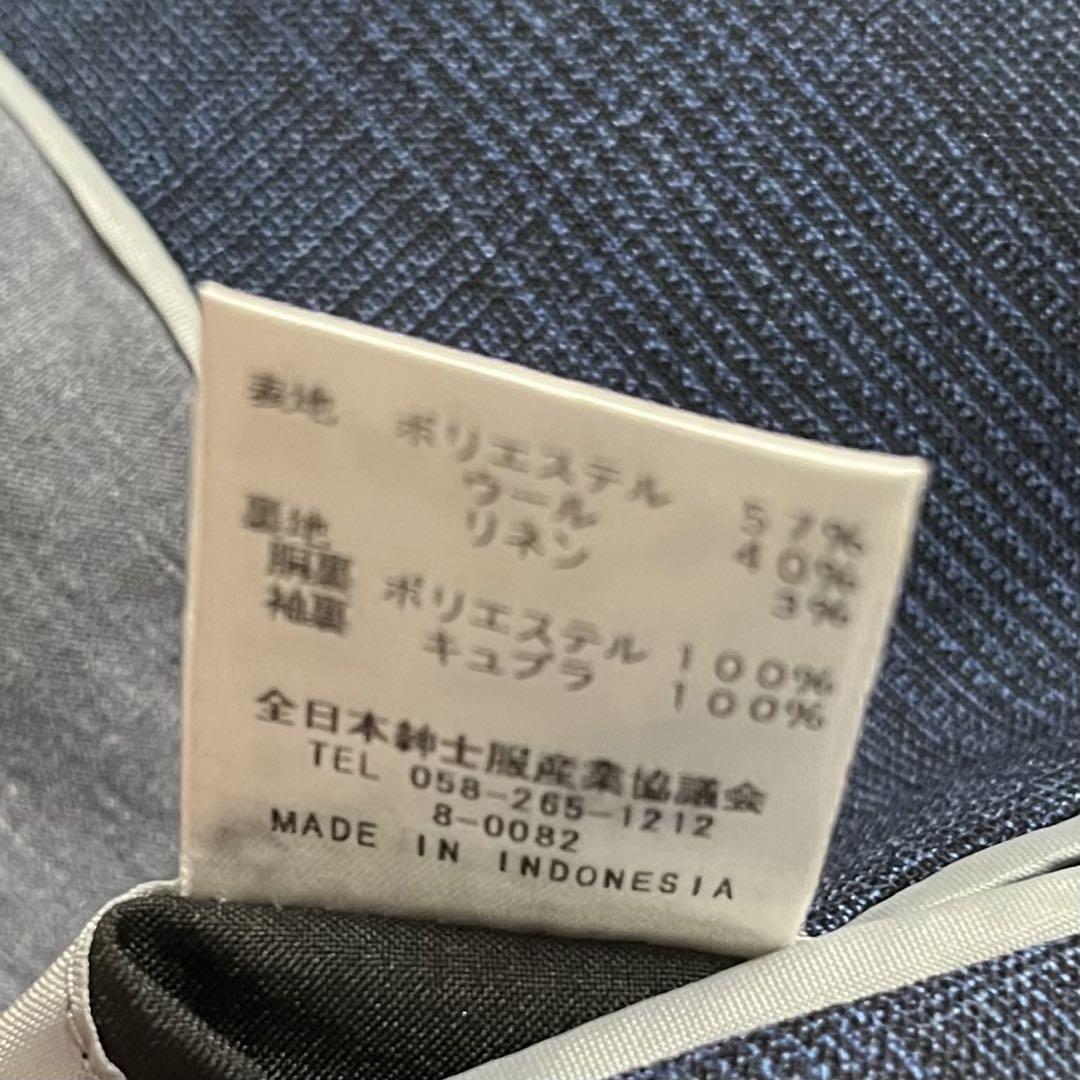 表地 ポリエステル 57%
ウール 40%
リネン 3%
裏地
胴裏 ポリエステル 100%
袖裏 キュプラ 100%
全日本紳士服産業協議会
TEL 058-265-1212
8-0082
MADE IN INDONESIA